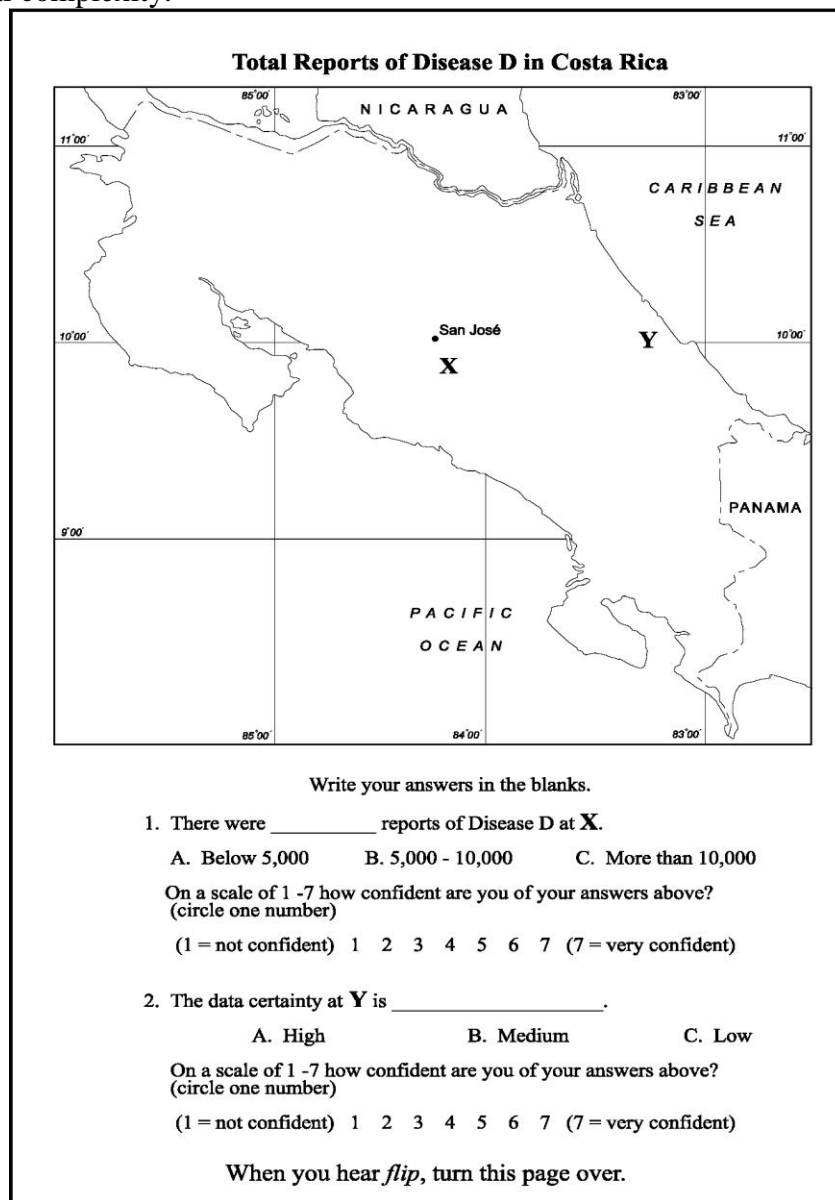 Total Reports of Disease D in Costa Rica
85°00'
83°00'
NICARAGUA
11°00'
11°00'
CARIBBEAN
SEA
10°00'
San José
Y
10°00'
X
PANAMA
9°00'
PACIFIC
OCEAN
85°00'
84°00'
83°00'
Write your answers in the blanks.
1. There were __________ reports of Disease D at X.
A. Below 5,000 B. 5,000 - 10,000 C. More than 10,000
On a scale of 1 -7 how confident are you of your answers above?
(circle one number)
(1 = not confident) 1 2 3 4 5 6 7 (7 = very confident)
2. The data certainty at Y is ____________________.
A. High B. Medium C. Low
On a scale of 1 -7 how confident are you of your answers above?
(circle one number)
(1 = not confident) 1 2 3 4 5 6 7 (7 = very confident)
When you hear flip, turn this page over.